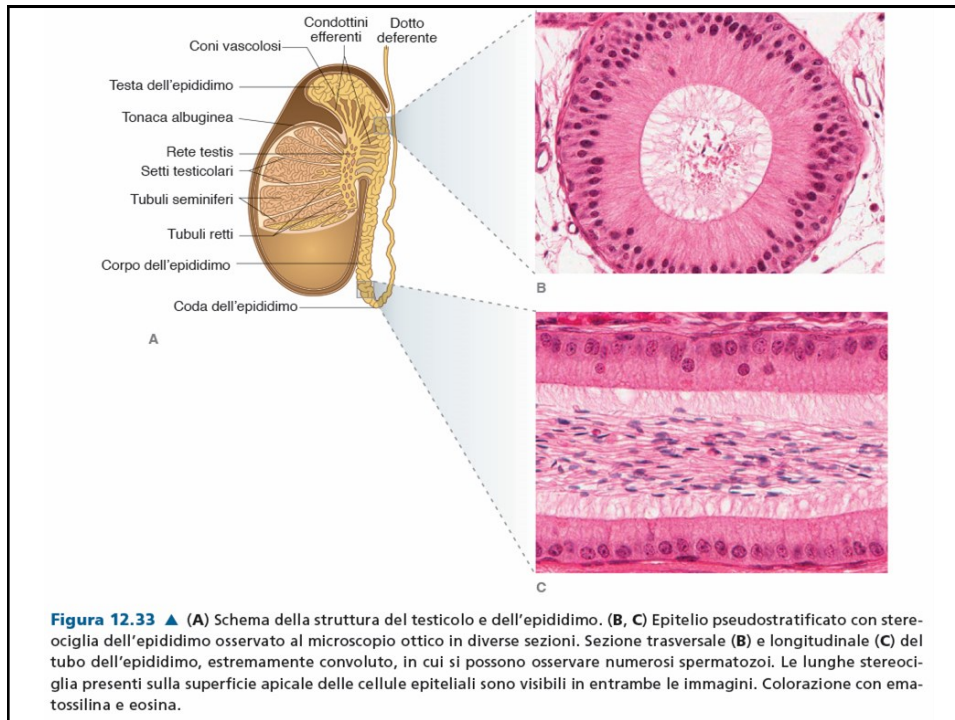 Condottini
efferenti
Dotto
deferente
Coni vascolosi
Testa dell'epididimo
Tonaca albuginea
Rete testis
Setti testicolari
Tubuli seminiferi
Tubuli retti
Corpo dell'epididimo
Coda dell'epididimo
A
B
C
Figura 12.33 ▲ (A) Schema della struttura del testicolo e dell'epididimo. (B, C) Epitelio pseudostratificato con stere-
ociglia dell'epididimo osservato al microscopio ottico in diverse sezioni. Sezione trasversale (B) e longitudinale (C) del
tubo dell'epididimo, estremamente convoluto, in cui si possono osservare numerosi spermatozoi. Le lunghe stereoci-
glia presenti sulla superficie apicale delle cellule epiteliali sono visibili in entrambe le immagini. Colorazione con ema-
tossilina e eosina.